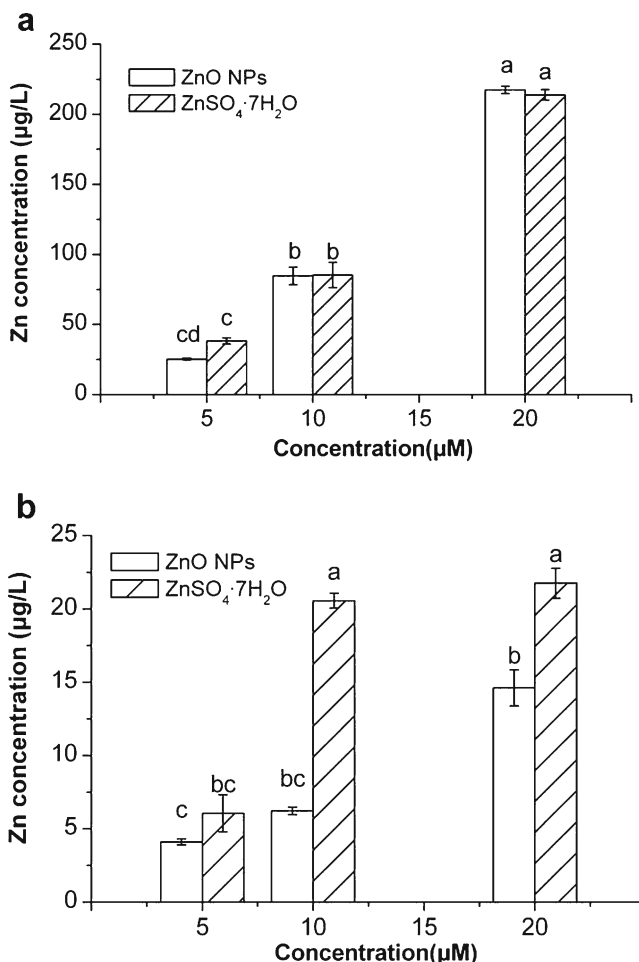 a
Zn concentration (µg/L)
250
200
150
100
50
0
ZnO NPs
ZnSO₄·7H₂O
cd
c
b
b
a
a
5
10
15
20
Concentration(µM)
b
Zn concentration (µg/L)
25
20
15
10
5
0
ZnO NPs
ZnSO₄·7H₂O
c
bc
bc
a
b
a
5
10
15
20
Concentration(µM)